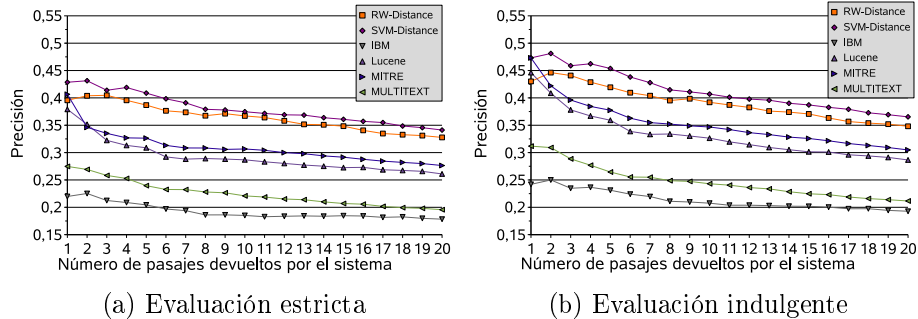 0,55
0,5
0,45
0,4
0,35
0,3
0,25
0,2
0,15
Precisión
RW-Distance
SVM-Distance
IBM
Lucene
MITRE
MULTITEXT
1 2 3 4 5 6 7 8 9 10 11 12 13 14 15 16 17 18 19 20
Número de pasajes devueltos por el sistema
(a) Evaluación estricta
0,55
0,5
0,45
0,4
0,35
0,3
0,25
0,2
0,15
Precisión
RW-Distance
SVM-Distance
IBM
Lucene
MITRE
MULTITEXT
1 2 3 4 5 6 7 8 9 10 11 12 13 14 15 16 17 18 19 20
Número de pasajes devueltos por el sistema
(b) Evaluación indulgente